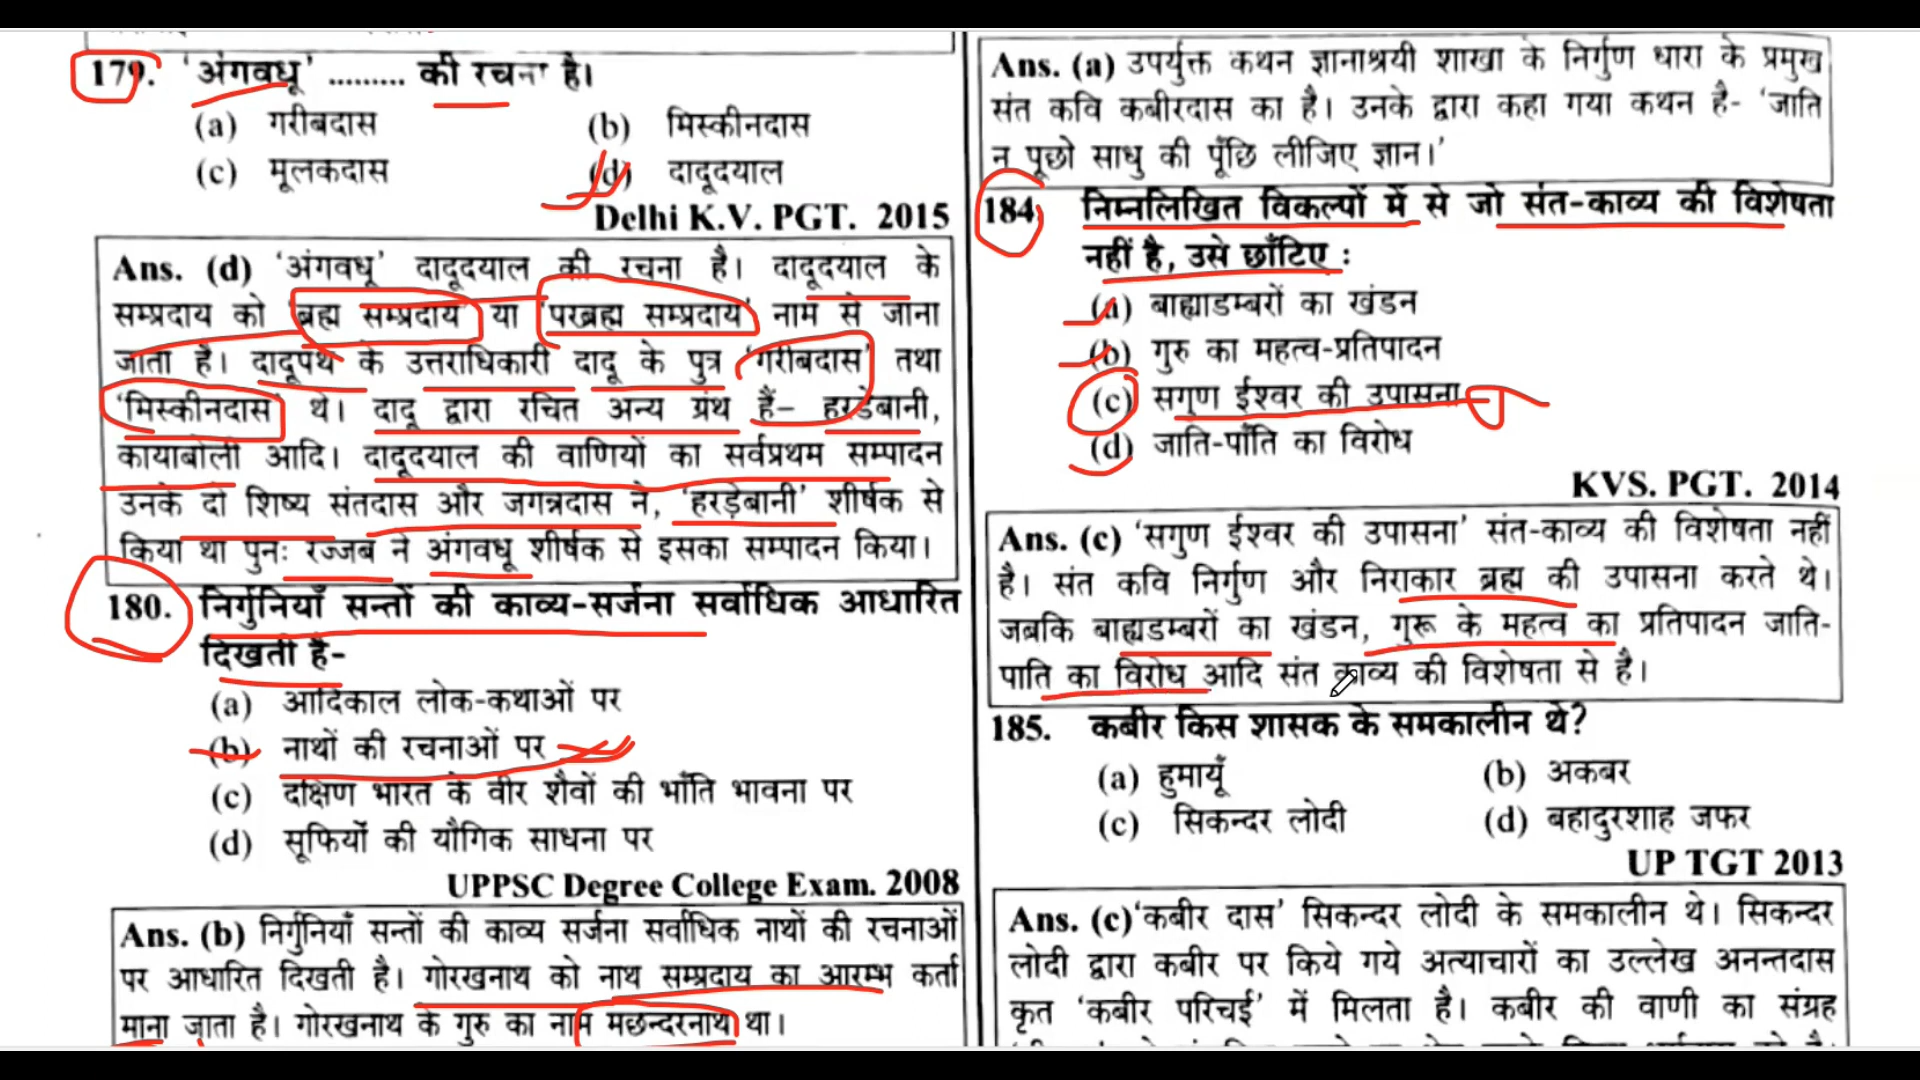 179. 'अंगवधू' ......... की रचना है।
(a) गरीबदास (b) मिस्कीनदास
(c) मूलकदास (d) दादूदयाल
Delhi K.V. PGT. 2015
Ans. (d) 'अंगवधू' दादूदयाल की रचना है। दादूदयाल के
सम्प्रदाय को 'ब्रह्म सम्प्रदाय' या 'परब्रह्म सम्प्रदाय' नाम से जाना
जाता है। दादूपंथ के उत्तराधिकारी दादू के पुत्र 'गरीबदास' तथा
'मिस्कीनदास' थे। दादू द्वारा रचित अन्य ग्रंथ हैं– हरडेबानी,
कायाबोली आदि। दादूदयाल की वाणियों का सर्वप्रथम सम्पादन
उनके दो शिष्य संतदास और जगन्नदास ने, 'हरड़ेबानी' शीर्षक से
किया था पुनः रज्जब ने अंगवधू शीर्षक से इसका सम्पादन किया।
180. निर्गुनियाँ सन्तों की काव्य-सर्जना सर्वाधिक आधारित
दिखती है-
(a) आदिकाल लोक-कथाओं पर
(b) नाथों की रचनाओं पर
(c) दक्षिण भारत के वीर शैवों की भाँति भावना पर
(d) सूफियों की यौगिक साधना पर
UPPSC Degree College Exam. 2008
Ans. (b) निर्गुनियाँ सन्तों की काव्य सर्जना सर्वाधिक नाथों की रचनाओं
पर आधारित दिखती है। गोरखनाथ को नाथ सम्प्रदाय का आरम्भ कर्ता
माना जाता है। गोरखनाथ के गुरु का नाम मछन्दरनाथ था।
Ans. (a) उपर्युक्त कथन ज्ञानाश्रयी शाखा के निर्गुण धारा के प्रमुख
संत कवि कबीरदास का है। उनके द्वारा कहा गया कथन है- 'जाति
न पूछो साधु की पूँछि लीजिए ज्ञान।'
184. निम्नलिखित विकल्पों में से जो संत-काव्य की विशेषता
नहीं है, उसे छाँटिए :
(a) बाह्याडम्बरों का खंडन
(b) गुरु का महत्व-प्रतिपादन
(c) सगुण ईश्वर की उपासना
(d) जाति-पाँति का विरोध
KVS. PGT. 2014
Ans. (c) 'सगुण ईश्वर की उपासना' संत-काव्य की विशेषता नहीं
है। संत कवि निर्गुण और निराकार ब्रह्म की उपासना करते थे।
जबकि बाह्यडम्बरों का खंडन, गुरू के महत्व का प्रतिपादन जाति-
पाति का विरोध आदि संत काव्य की विशेषता से है।
185. कबीर किस शासक के समकालीन थे?
(a) हुमायूँ (b) अकबर
(c) सिकन्दर लोदी (d) बहादुरशाह जफर
UP TGT 2013
Ans. (c) 'कबीर दास' सिकन्दर लोदी के समकालीन थे। सिकन्दर
लोदी द्वारा कबीर पर किये गये अत्याचारों का उल्लेख अनन्तदास
कृत 'कबीर परिचई' में मिलता है। कबीर की वाणी का संग्रह